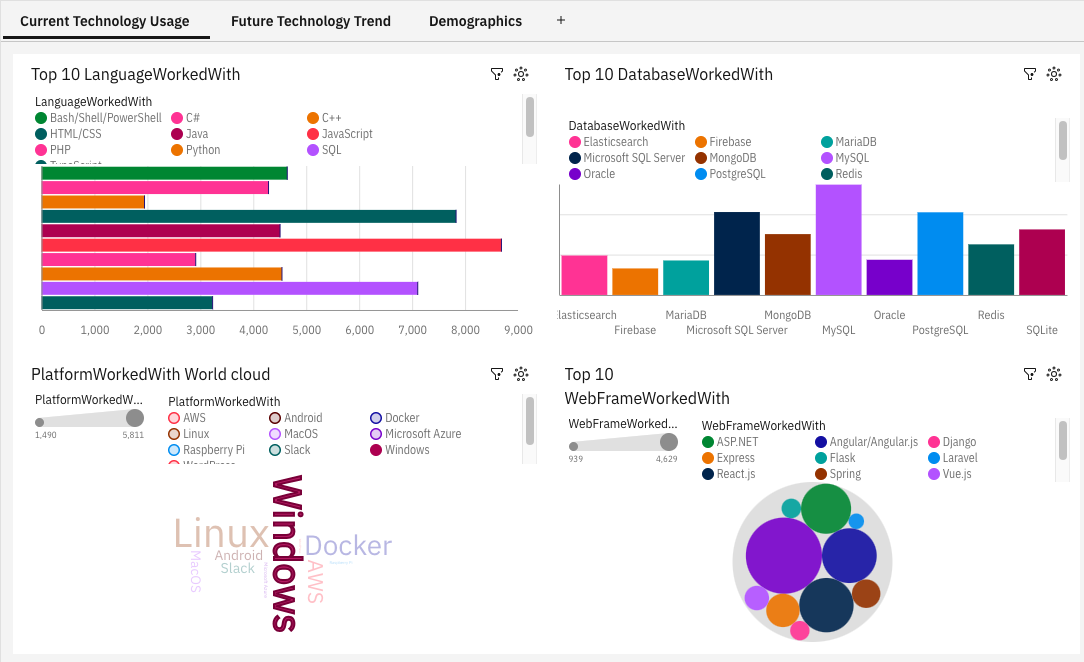 Current Technology Usage Future Technology Trend Demographics +
Top 10 LanguageWorkedWith
LanguageWorkedWith
Bash/Shell/PowerShell C# C++
HTML/CSS Java JavaScript
PHP Python SQL
TypeScript
0 1,000 2,000 3,000 4,000 5,000 6,000 7,000 8,000 9,000
Top 10 DatabaseWorkedWith
DatabaseWorkedWith
Elasticsearch Firebase MariaDB
Microsoft SQL Server MongoDB MySQL
Oracle PostgreSQL Redis
lasticsearch MariaDB MongoDB Oracle Redis
Firebase Microsoft SQL Server MySQL PostgreSQL SQLite
PlatformWorkedWith World cloud
PlatformWorkedW...
1,490 5,811
PlatformWorkedWith
AWS Android Docker
Linux MacOS Microsoft Azure
Raspberry Pi Slack Windows
WordPress
Windows
Linux
Docker
Android
Slack
MacOS
AWS
Top 10
WebFrameWorkedWith
WebFrameWorked...
939 4,629
WebFrameWorkedWith
ASP.NET Angular/Angular.js Django
Express Flask Laravel
React.js Spring Vue.js